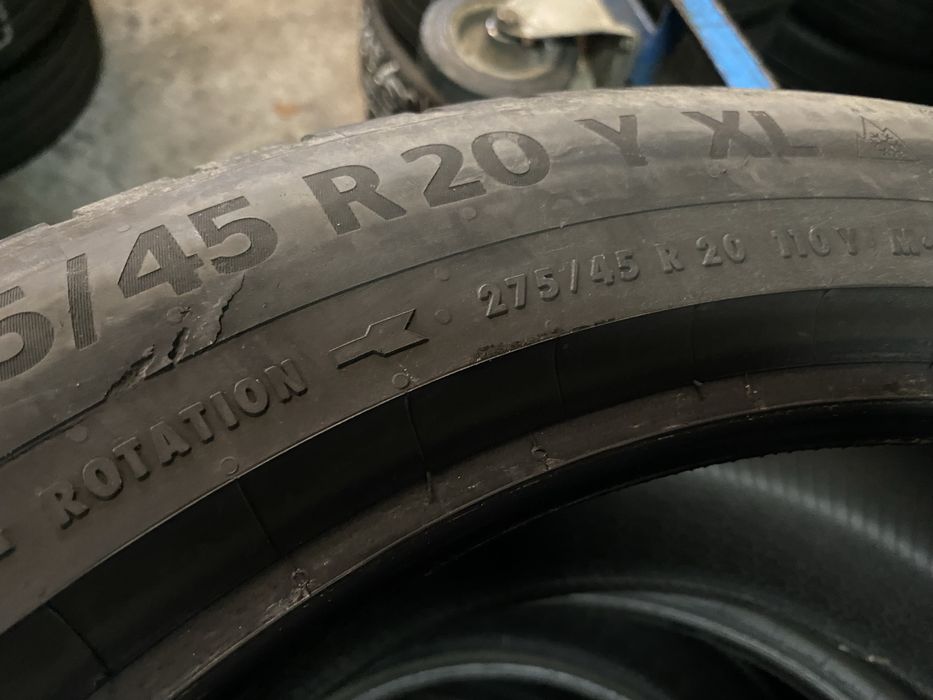 5/45 R20 Y XL
275/45 R 20 110Y M+
ROTATION